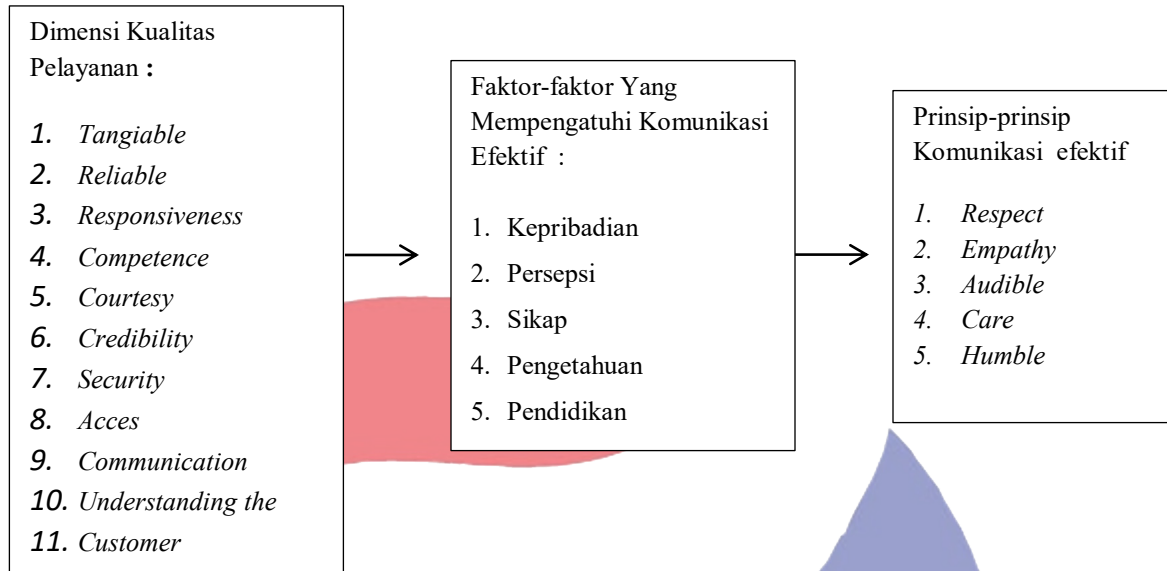 Dimensi Kualitas
Pelayanan :
1. Tangiable
2. Reliable
3. Responsiveness
4. Competence
5. Courtesy
6. Credibility
7. Security
8. Acces
9. Communication
10. Understanding the
11. Customer
Faktor-faktor Yang
Mempengatuhi Komunikasi
Efektif :
1. Kepribadian
2. Persepsi
3. Sikap
4. Pengetahuan
5. Pendidikan
Prinsip-prinsip
Komunikasi efektif
1. Respect
2. Empathy
3. Audible
4. Care
5. Humble